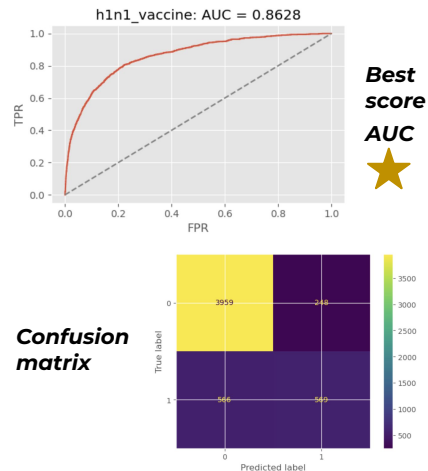 h1n1_vaccine: AUC = 0.8628
1.0
0.8
0.6
0.4
0.2
0.0
TPR
0.0 0.2 0.4 0.6 0.8 1.0
FPR
Best
score
AUC
Confusion
matrix
True label
0
1
3959 248
566 569
0 1
Predicted label
3500
3000
2500
2000
1500
1000
500